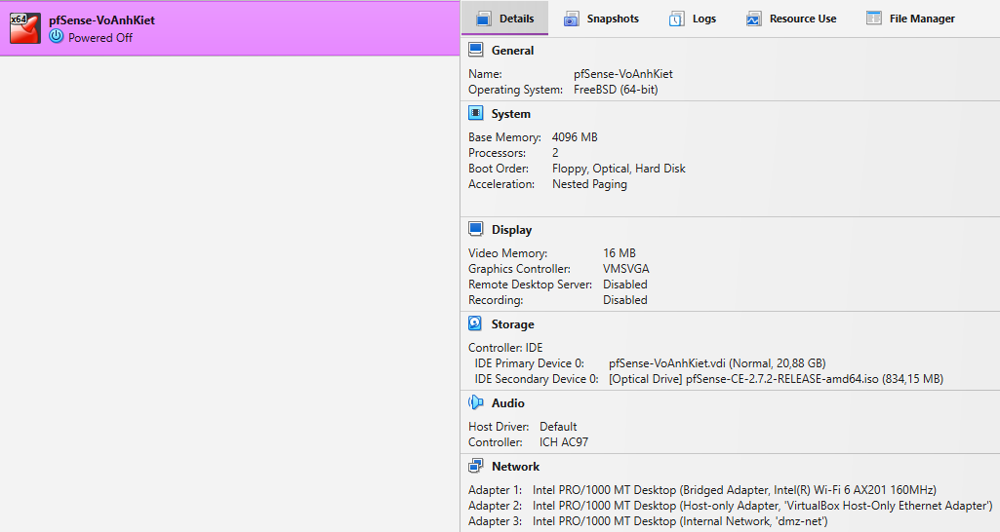 x64
pfSense-VoAnhKiet
Powered Off
Details Snapshots Logs Resource Use File Manager
General
Name: pfSense-VoAnhKiet
Operating System: FreeBSD (64-bit)
System
Base Memory: 4096 MB
Processors: 2
Boot Order: Floppy, Optical, Hard Disk
Acceleration: Nested Paging
Display
Video Memory: 16 MB
Graphics Controller: VMSVGA
Remote Desktop Server: Disabled
Recording: Disabled
Storage
Controller: IDE
IDE Primary Device 0: pfSense-VoAnhKiet.vdi (Normal, 20,88 GB)
IDE Secondary Device 0: [Optical Drive] pfSense-CE-2.7.2-RELEASE-amd64.iso (834,15 MB)
Audio
Host Driver: Default
Controller: ICH AC97
Network
Adapter 1: Intel PRO/1000 MT Desktop (Bridged Adapter, Intel(R) Wi-Fi 6 AX201 160MHz)
Adapter 2: Intel PRO/1000 MT Desktop (Host-only Adapter, 'VirtualBox Host-Only Ethernet Adapter')
Adapter 3: Intel PRO/1000 MT Desktop (Internal Network, 'dmz-net')